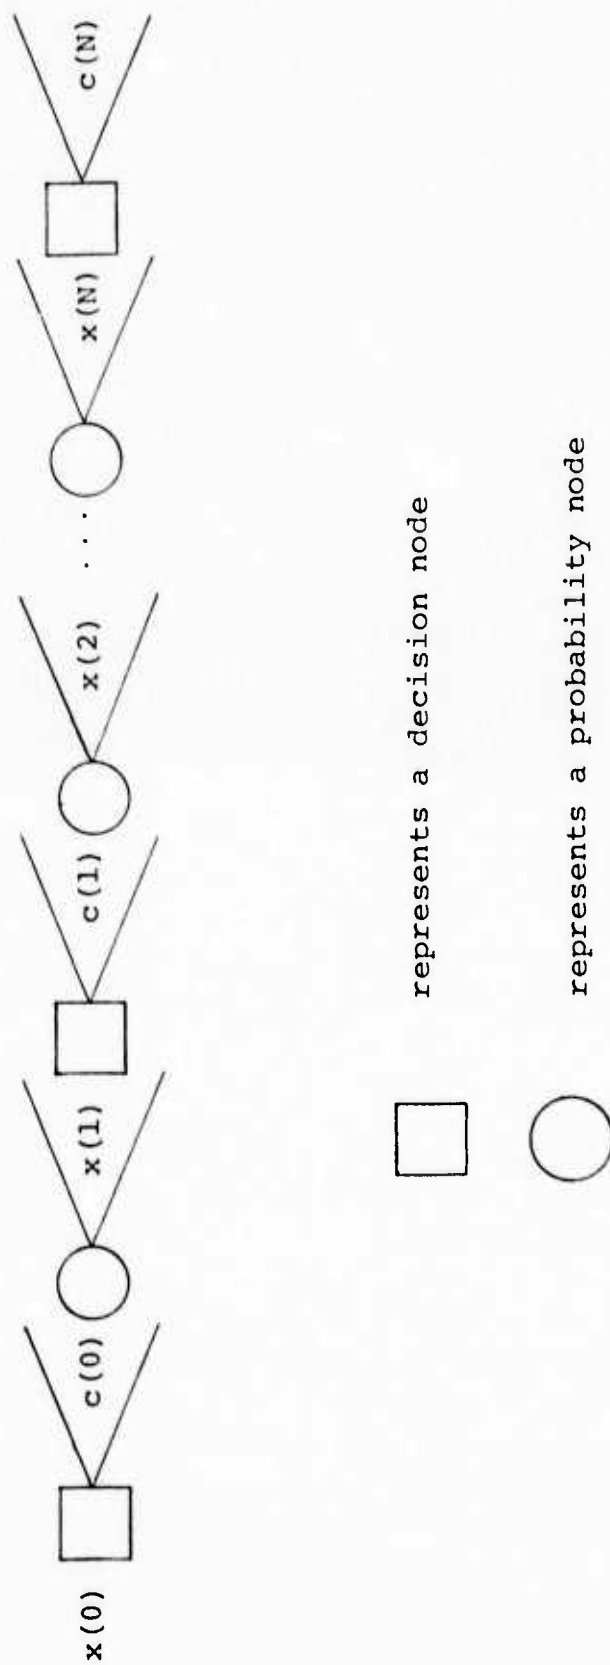 x(0) c(0) x(1) c(1) x(2) ... x(N) c(N)
represents a decision node
represents a probability node